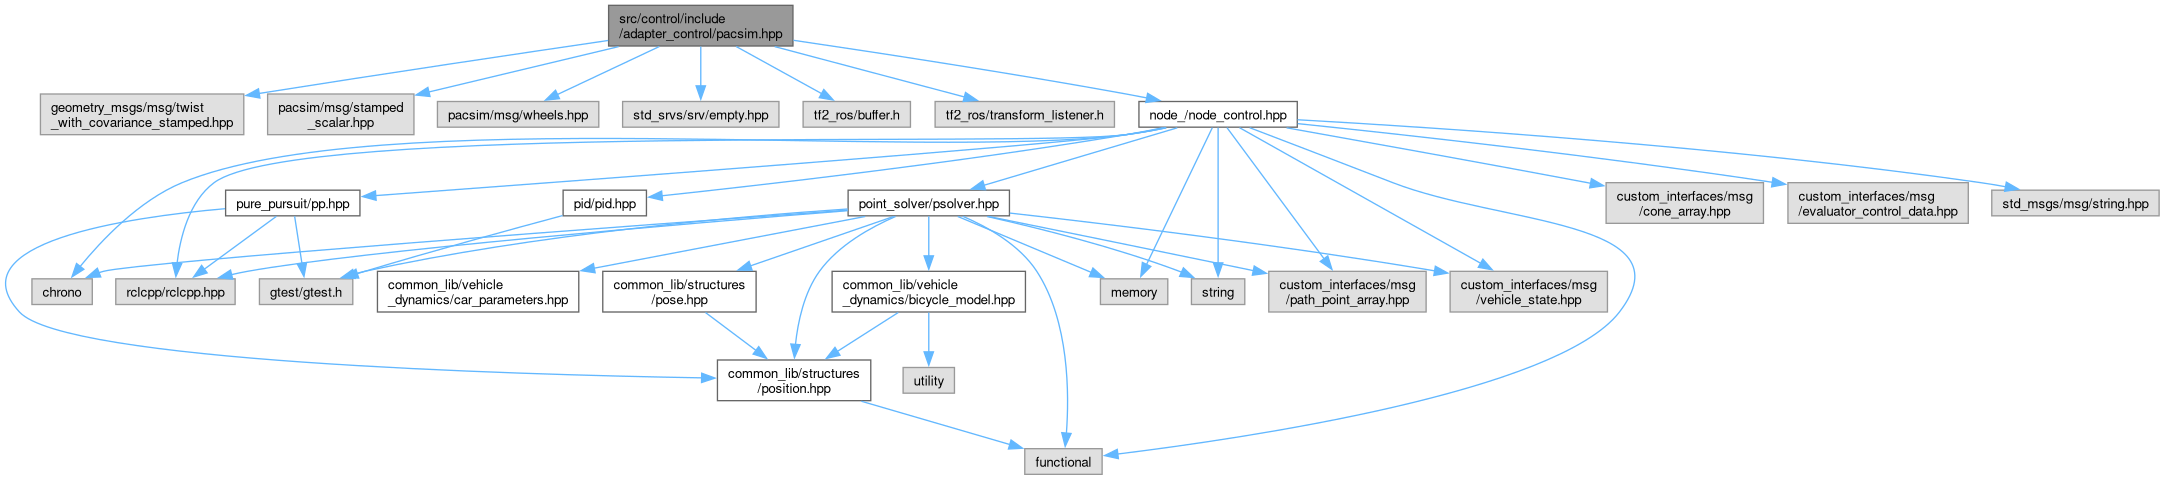 src/control/include
/adapter_control/pacsim.hpp
geometry_msgs/msg/twist
_with_covariance_stamped.hpp
pacsim/msg/stamped
_scalar.hpp
pacsim/msg/wheels.hpp
std_srvs/srv/empty.hpp
tf2_ros/buffer.h
tf2_ros/transform_listener.h
node_/node_control.hpp
pure_pursuit/pp.hpp
pid/pid.hpp
point_solver/psolver.hpp
custom_interfaces/msg
/cone_array.hpp
custom_interfaces/msg
/evaluator_control_data.hpp
std_msgs/msg/string.hpp
chrono
rclcpp/rclcpp.hpp
gtest/gtest.h
common_lib/vehicle
_dynamics/car_parameters.hpp
common_lib/structures
/pose.hpp
common_lib/vehicle
_dynamics/bicycle_model.hpp
memory
string
custom_interfaces/msg
/path_point_array.hpp
custom_interfaces/msg
/vehicle_state.hpp
common_lib/structures
/position.hpp
utility
functional